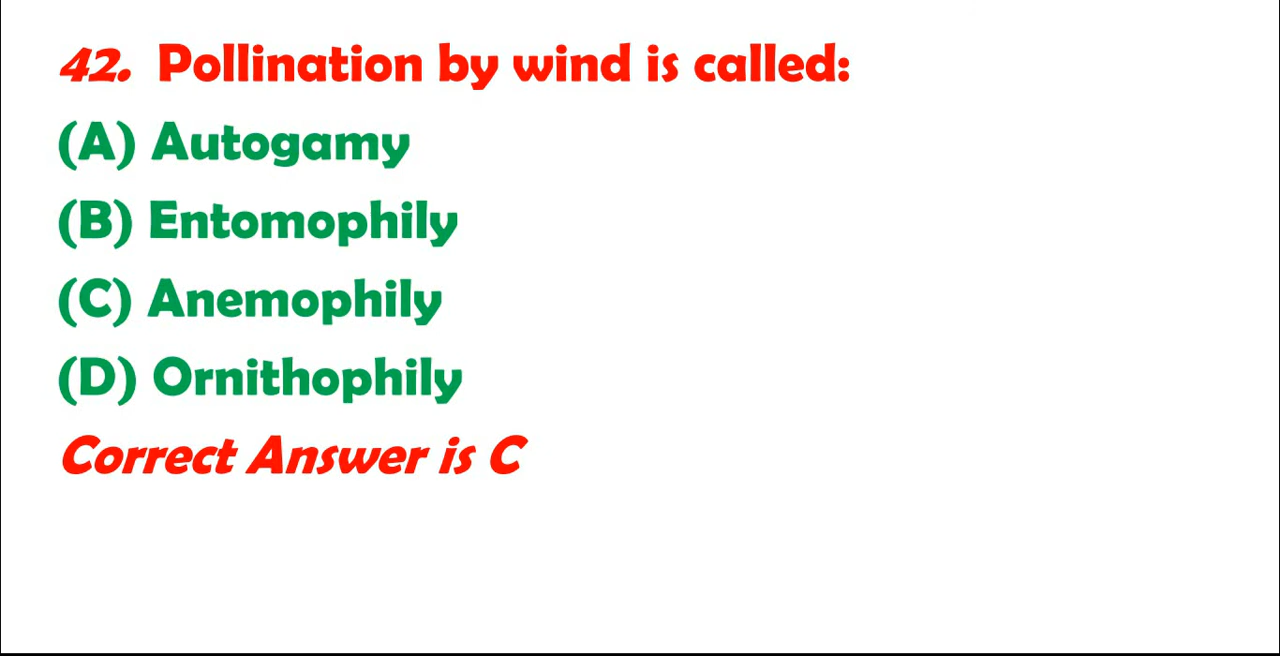 42. Pollination by wind is called:
(A) Autogamy
(B) Entomophily
(C) Anemophily
(D) Ornithophily
Correct Answer is C